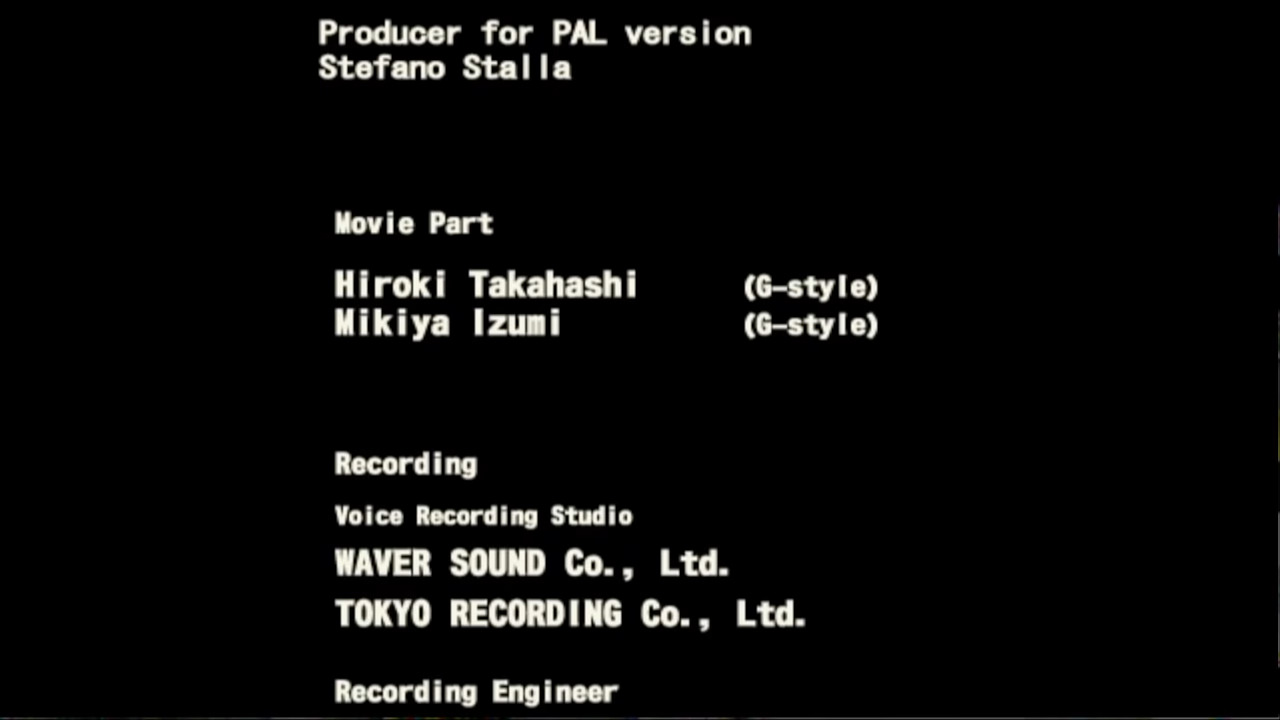 Producer for PAL version
Stefano Stalla
Movie Part
Hiroki Takahashi (G-style)
Mikiya Izumi (G-style)
Recording
Voice Recording Studio
WAVER SOUND Co., Ltd.
TOKYO RECORDING Co., Ltd.
Recording Engineer